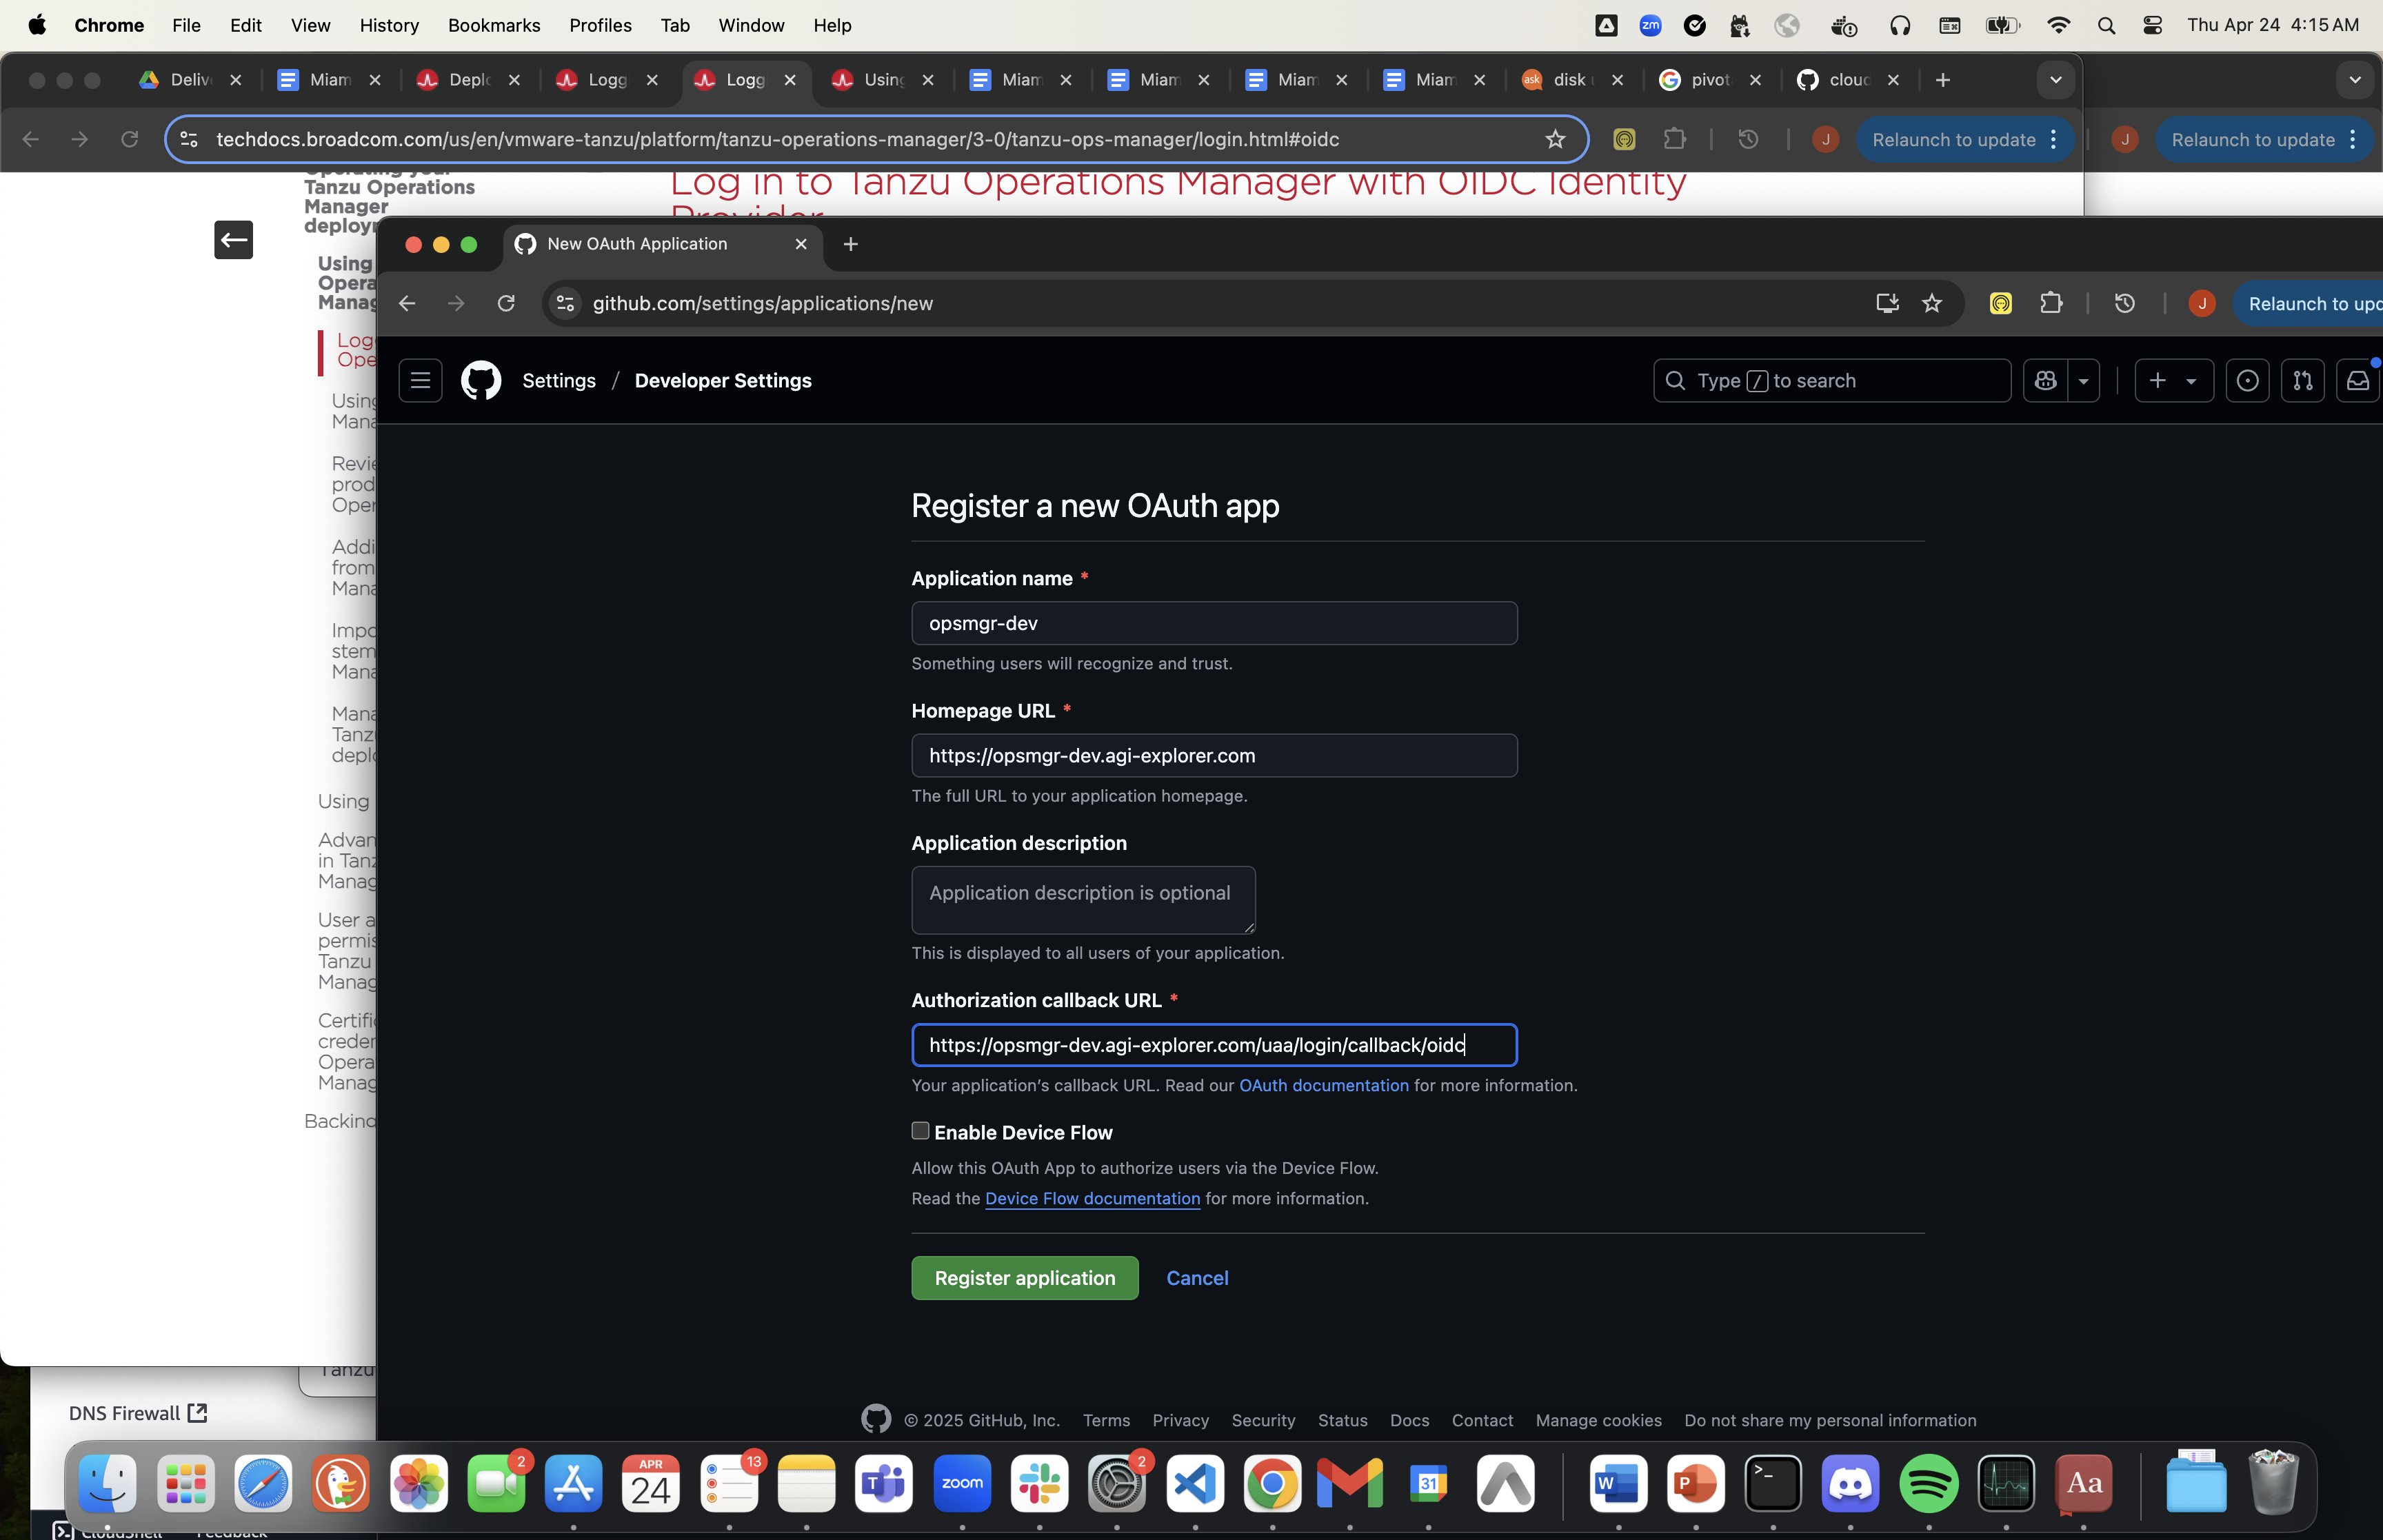 Chrome File Edit View History Bookmarks Profiles Tab Window Help
zm
Thu Apr 24 4:15 AM
Deliv Miam Deplo Logg Logg Using Miam Miam Miam Miam ask disk pivot clou
techdocs.broadcom.com/us/en/vmware-tanzu/platform/tanzu-operations-manager/3-0/tanzu-ops-manager/login.html#oidc
J Relaunch to update J Relaunch to update
Operating your
Tanzu Operations
Manager
deploym
Log in to Tanzu Operations Manager with OIDC Identity
Provider
Using
Opera
Manag
Logg
Ope
Using
Mana
Revie
prod
Oper
Addi
from
Mana
Impo
stem
Mana
Mana
Tanzu
deplo
Using
Advan
in Tanz
Manag
User a
permis
Tanzu
Manag
Certific
creden
Opera
Manag
Backing
New OAuth Application
github.com/settings/applications/new
J Relaunch to upd
Settings / Developer Settings
Type / to search
Register a new OAuth app
Application name *
opsmgr-dev
Something users will recognize and trust.
Homepage URL *
https://opsmgr-dev.agi-explorer.com
The full URL to your application homepage.
Application description
Application description is optional
This is displayed to all users of your application.
Authorization callback URL *
https://opsmgr-dev.agi-explorer.com/uaa/login/callback/oidc
Your application’s callback URL. Read our OAuth documentation for more information.
Enable Device Flow
Allow this OAuth App to authorize users via the Device Flow.
Read the Device Flow documentation for more information.
Register application Cancel
Tanzu
DNS Firewall
© 2025 GitHub, Inc. Terms Privacy Security Status Docs Contact Manage cookies Do not share my personal information
2 APR 24 13 T zoom 2 31 W P >_ Aa
CloudShell Feedback